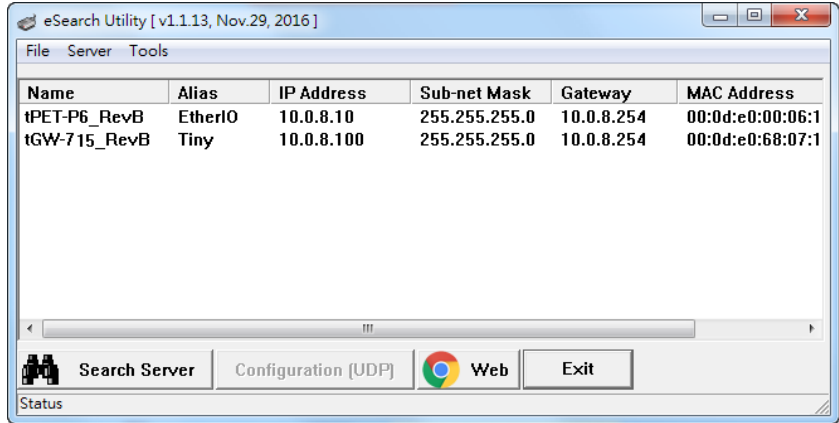 eSearch Utility [ v1.1.13, Nov.29, 2016 ]
File Server Tools
Name Alias IP Address Sub-net Mask Gateway MAC Address
tPET-P6_RevB EtherIO 10.0.8.10 255.255.255.0 10.0.8.254 00:0d:e0:00:06:1
tGW-715_RevB Tiny 10.0.8.100 255.255.255.0 10.0.8.254 00:0d:e0:68:07:1
Search Server Configuration (UDP) Web Exit
Status